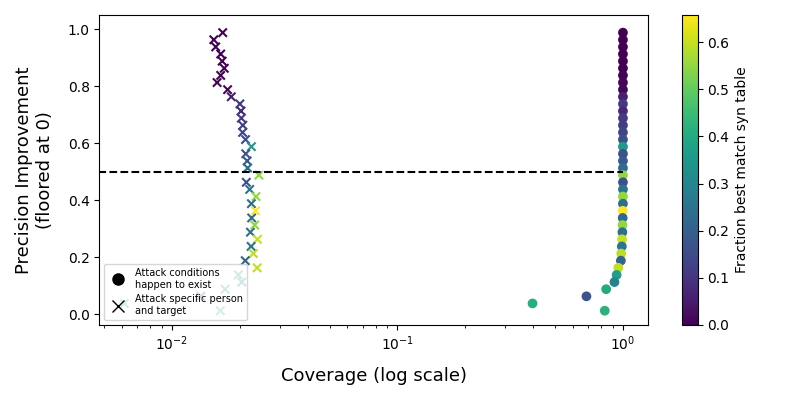 1.0
0.8
0.6
0.4
0.2
0.0
Precision Improvement
(floored at 0)
Attack conditions
happen to exist
Attack specific person
and target
10⁻²
10⁻¹
10⁰
Coverage (log scale)
0.6
0.5
0.4
0.3
0.2
0.1
0.0
Fraction best match syn table